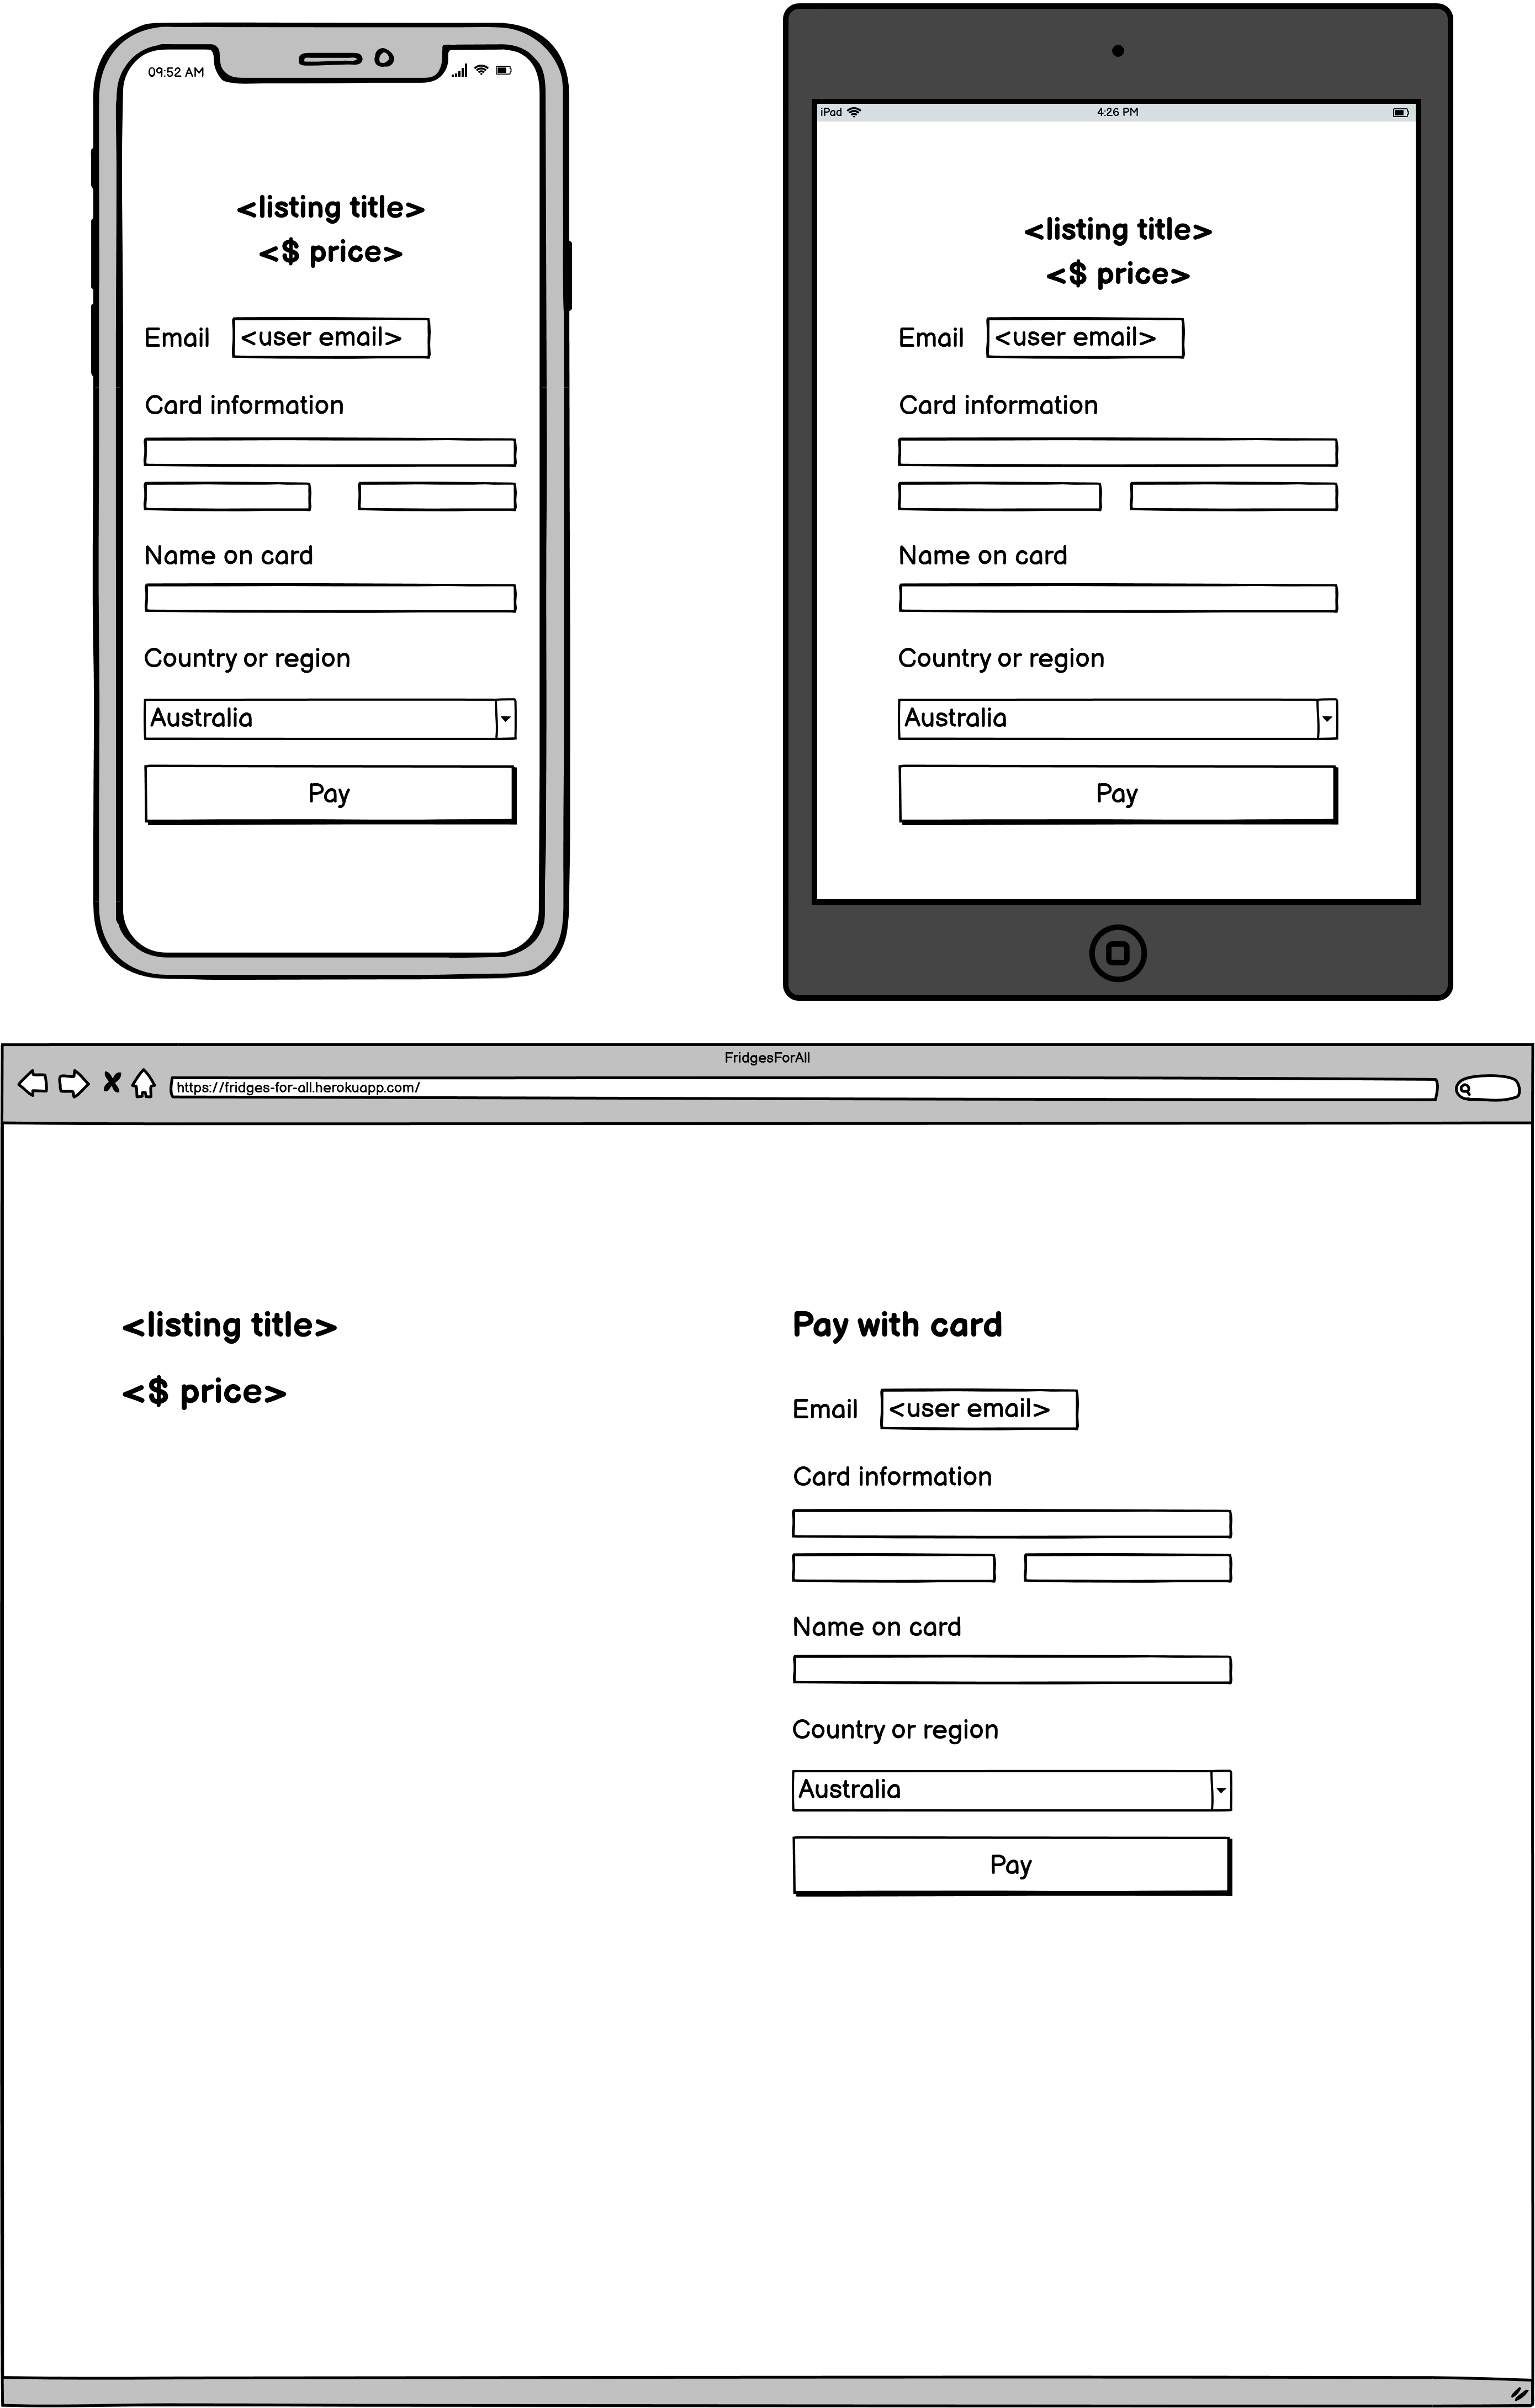 09:52 AM
<listing title>
<$ price>
Email <user email>
Card information
Name on card
Country or region
Australia
Pay
iPad 4:26 PM
<listing title>
<$ price>
Email <user email>
Card information
Name on card
Country or region
Australia
Pay
FridgesForAll
https://fridges-for-all.herokuapp.com/
<listing title>
<$ price>
Pay with card
Email <user email>
Card information
Name on card
Country or region
Australia
Pay